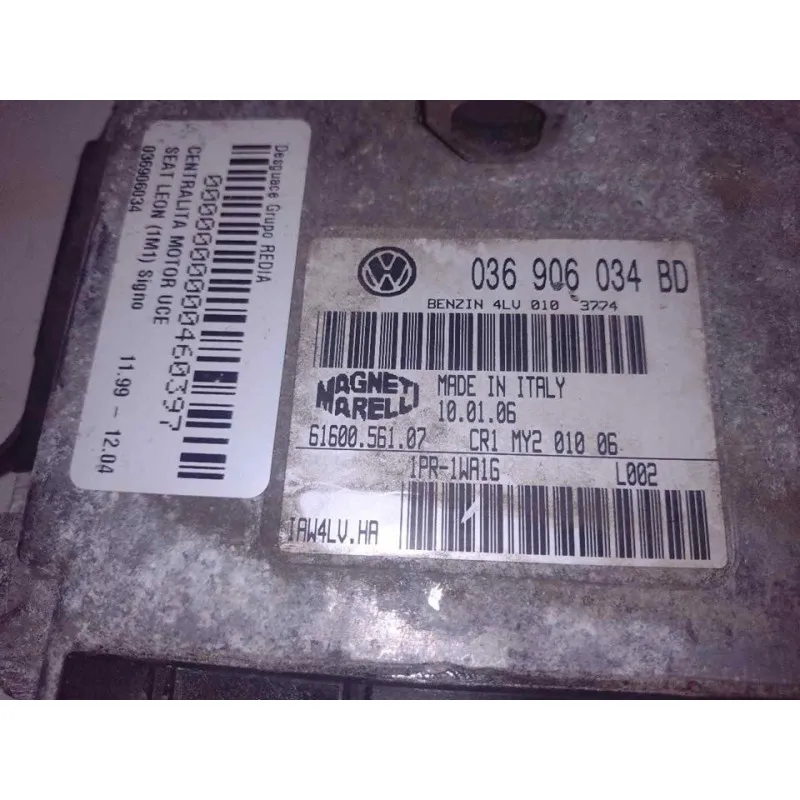 Desguace Grupo REDIA
000000000000460397
CENTRALITA MOTOR UCE
SEAT LEON (1M1) Signo
036906034
11.99 - 12.04
036 906 034 BD
BENZIN 4LV 010 3774
MAGNETI MARELLI
MADE IN ITALY
10.01.06
61600.561.07 CR1 MY2 010 06
1PR-1WA1G L002
IAW4LV.HA